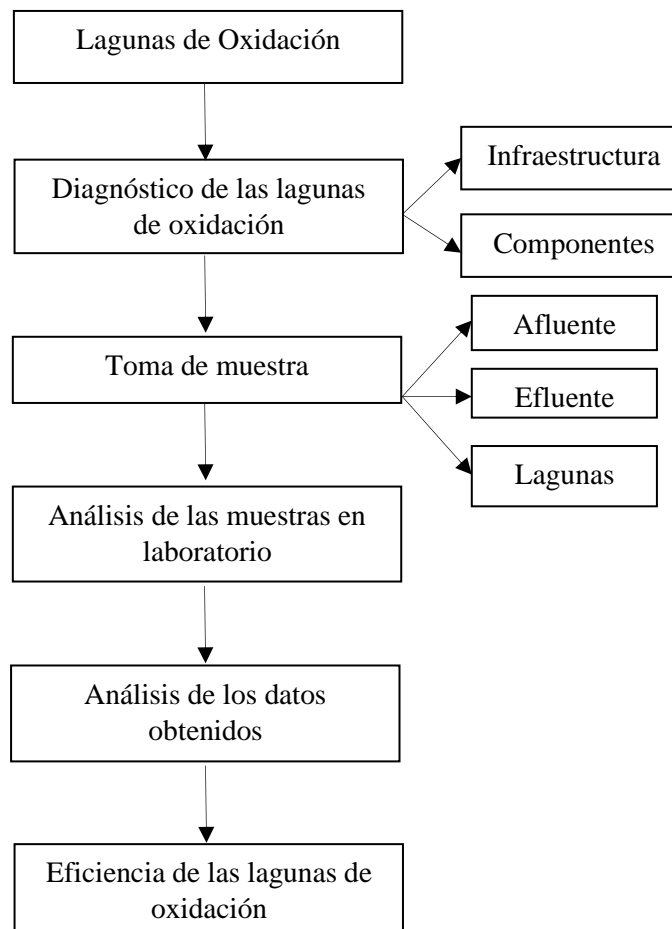 Lagunas de Oxidación
Infraestructura
Diagnóstico de las lagunas
de oxidación
Componentes
Afluente
Toma de muestra
Efluente
Lagunas
Análisis de las muestras en
laboratorio
Análisis de los datos
obtenidos
Eficiencia de las lagunas de
oxidación